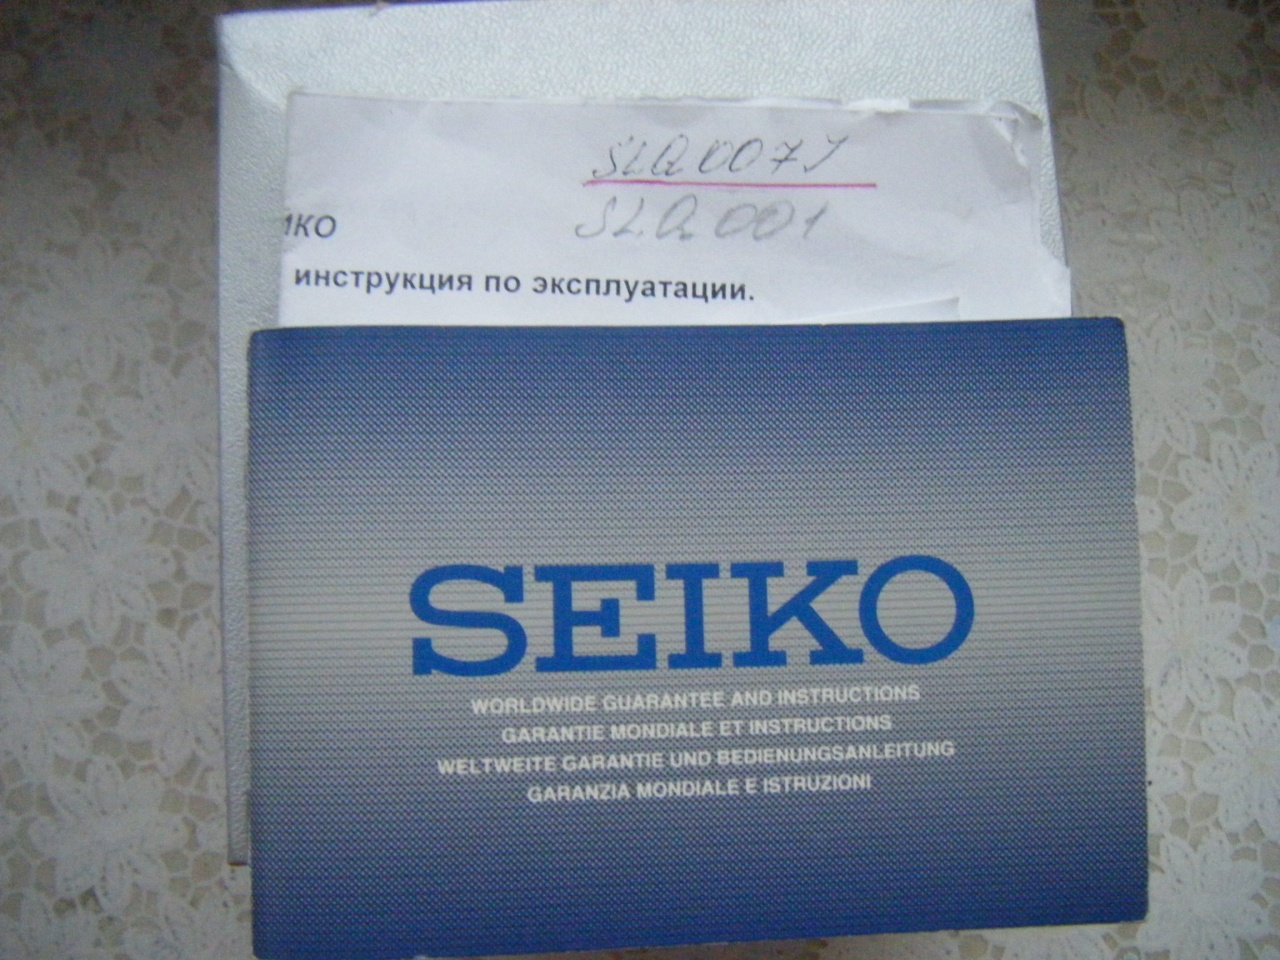 SLQ007J
SLQ001
ИКО
инструкция по эксплуатации.
SEIKO
WORLDWIDE GUARANTEE AND INSTRUCTIONS
GARANTIE MONDIALE ET INSTRUCTIONS
WELTWEITE GARANTIE UND BEDIENUNGSANLEITUNG
GARANZIA MONDIALE E ISTRUZIONI